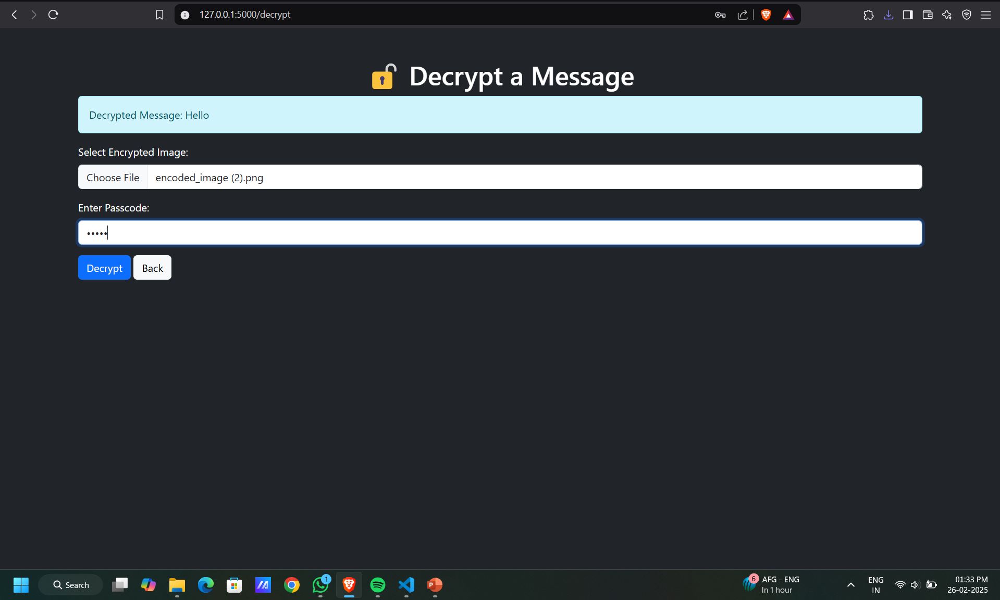 127.0.0.1:5000/decrypt
Decrypt a Message
Decrypted Message: Hello
Select Encrypted Image:
Choose File encoded_image (2).png
Enter Passcode:
•••••
Decrypt Back
Search
1
P
6
AFG - ENG
In 1 hour
ENG
IN
01:33 PM
26-02-2025